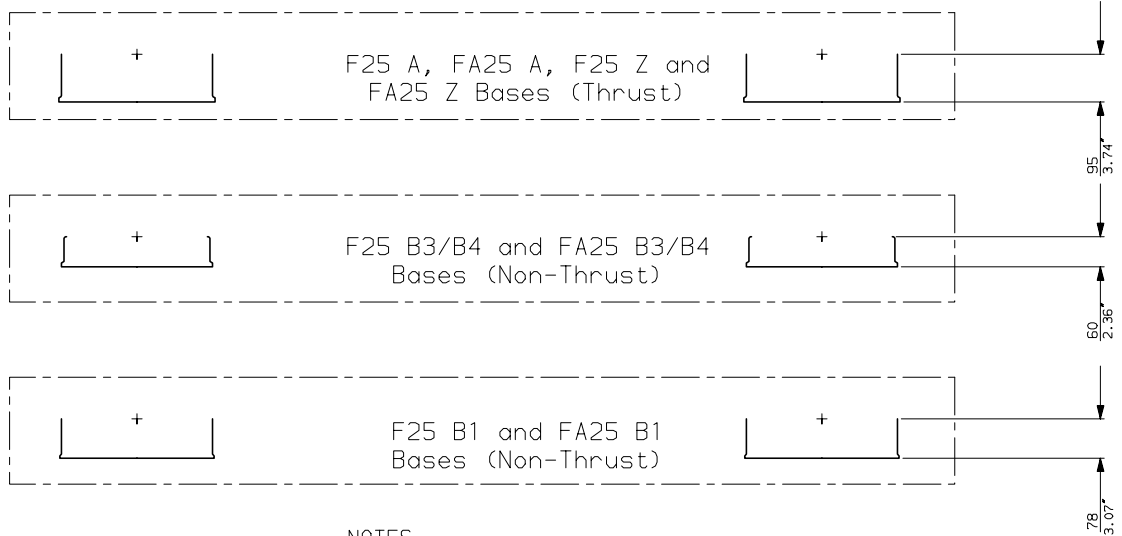 F25 A, FA25 A, F25 Z and
FA25 Z Bases (Thrust)
95
3.74"
F25 B3/B4 and FA25 B3/B4
Bases (Non-Thrust)
60
2.36"
F25 B1 and FA25 B1
Bases (Non-Thrust)
78
3.07"
NOTES